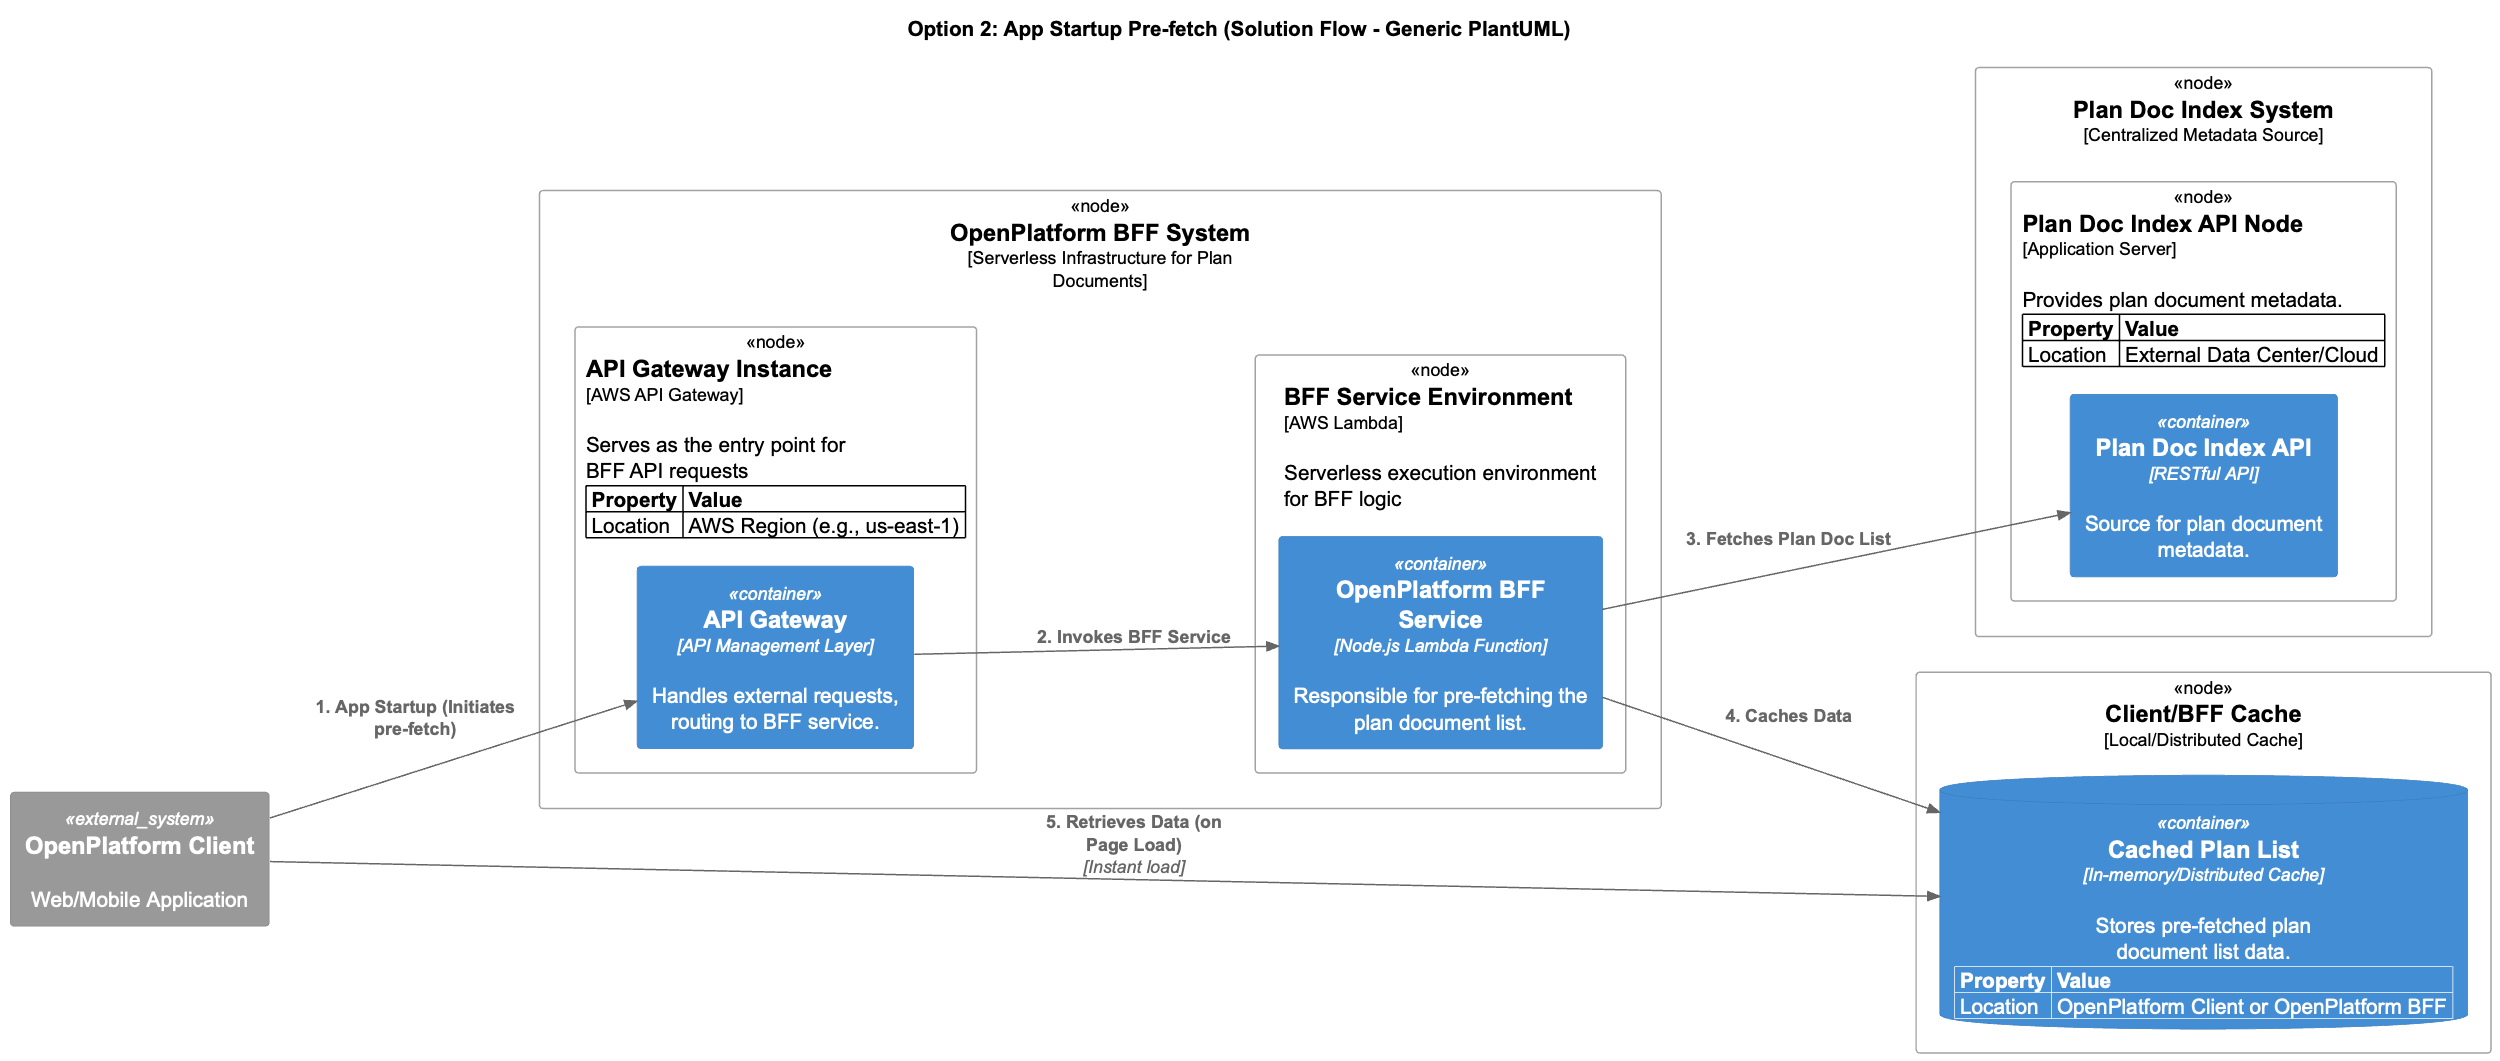 Option 2: App Startup Pre-fetch (Solution Flow - Generic PlantUML)
«node»
Plan Doc Index System
[Centralized Metadata Source]
«node»
Plan Doc Index API Node
[Application Server]
Provides plan document metadata.
Property Value
Location External Data Center/Cloud
«container»
Plan Doc Index API
[RESTful API]
Source for plan document
metadata.
«node»
OpenPlatform BFF System
[Serverless Infrastructure for Plan
Documents]
«node»
API Gateway Instance
[AWS API Gateway]
Serves as the entry point for
BFF API requests
Property Value
Location AWS Region (e.g., us-east-1)
«container»
API Gateway
[API Management Layer]
Handles external requests,
routing to BFF service.
«node»
BFF Service Environment
[AWS Lambda]
Serverless execution environment
for BFF logic
«container»
OpenPlatform BFF
Service
[Node.js Lambda Function]
Responsible for pre-fetching the
plan document list.
1. App Startup (Initiates
pre-fetch)
2. Invokes BFF Service
3. Fetches Plan Doc List
4. Caches Data
5. Retrieves Data (on
Page Load)
[Instant load]
«external_system»
OpenPlatform Client
Web/Mobile Application
«node»
Client/BFF Cache
[Local/Distributed Cache]
«container»
Cached Plan List
[In-memory/Distributed Cache]
Stores pre-fetched plan
document list data.
Property Value
Location OpenPlatform Client or OpenPlatform BFF